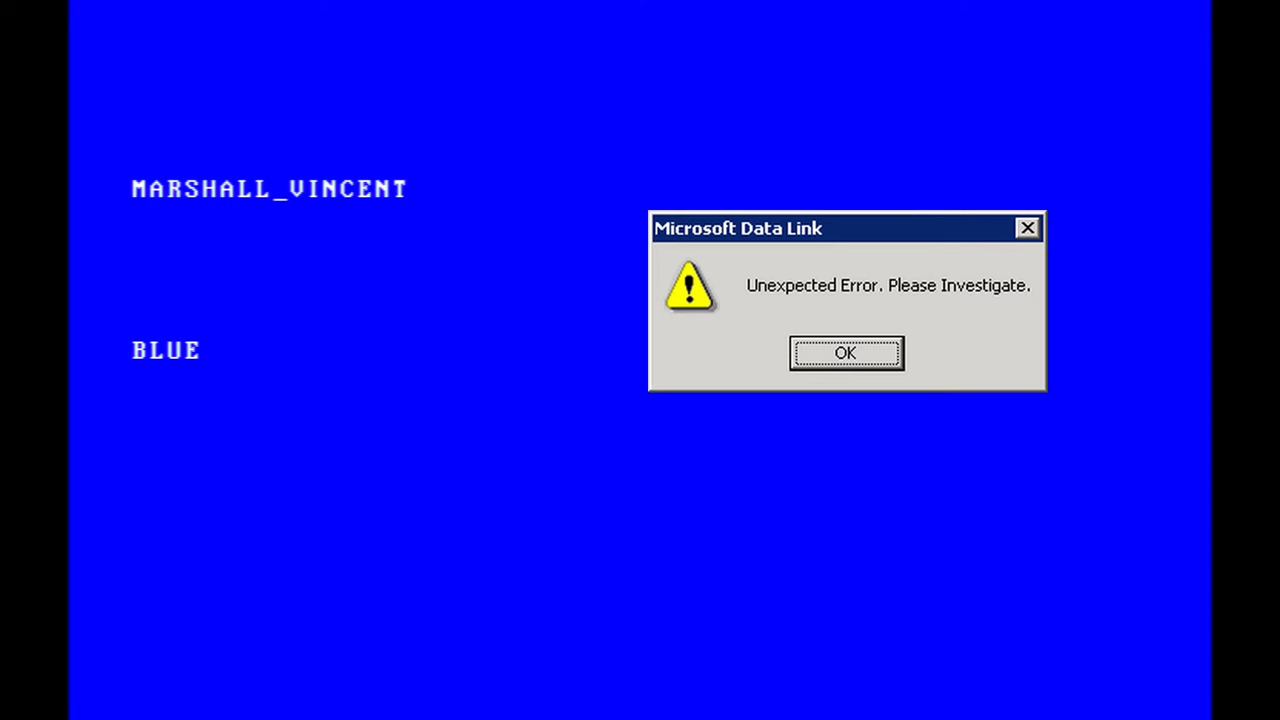 MARSHALL_VINCENT
Microsoft Data Link
Unexpected Error. Please Investigate.
BLUE
OK